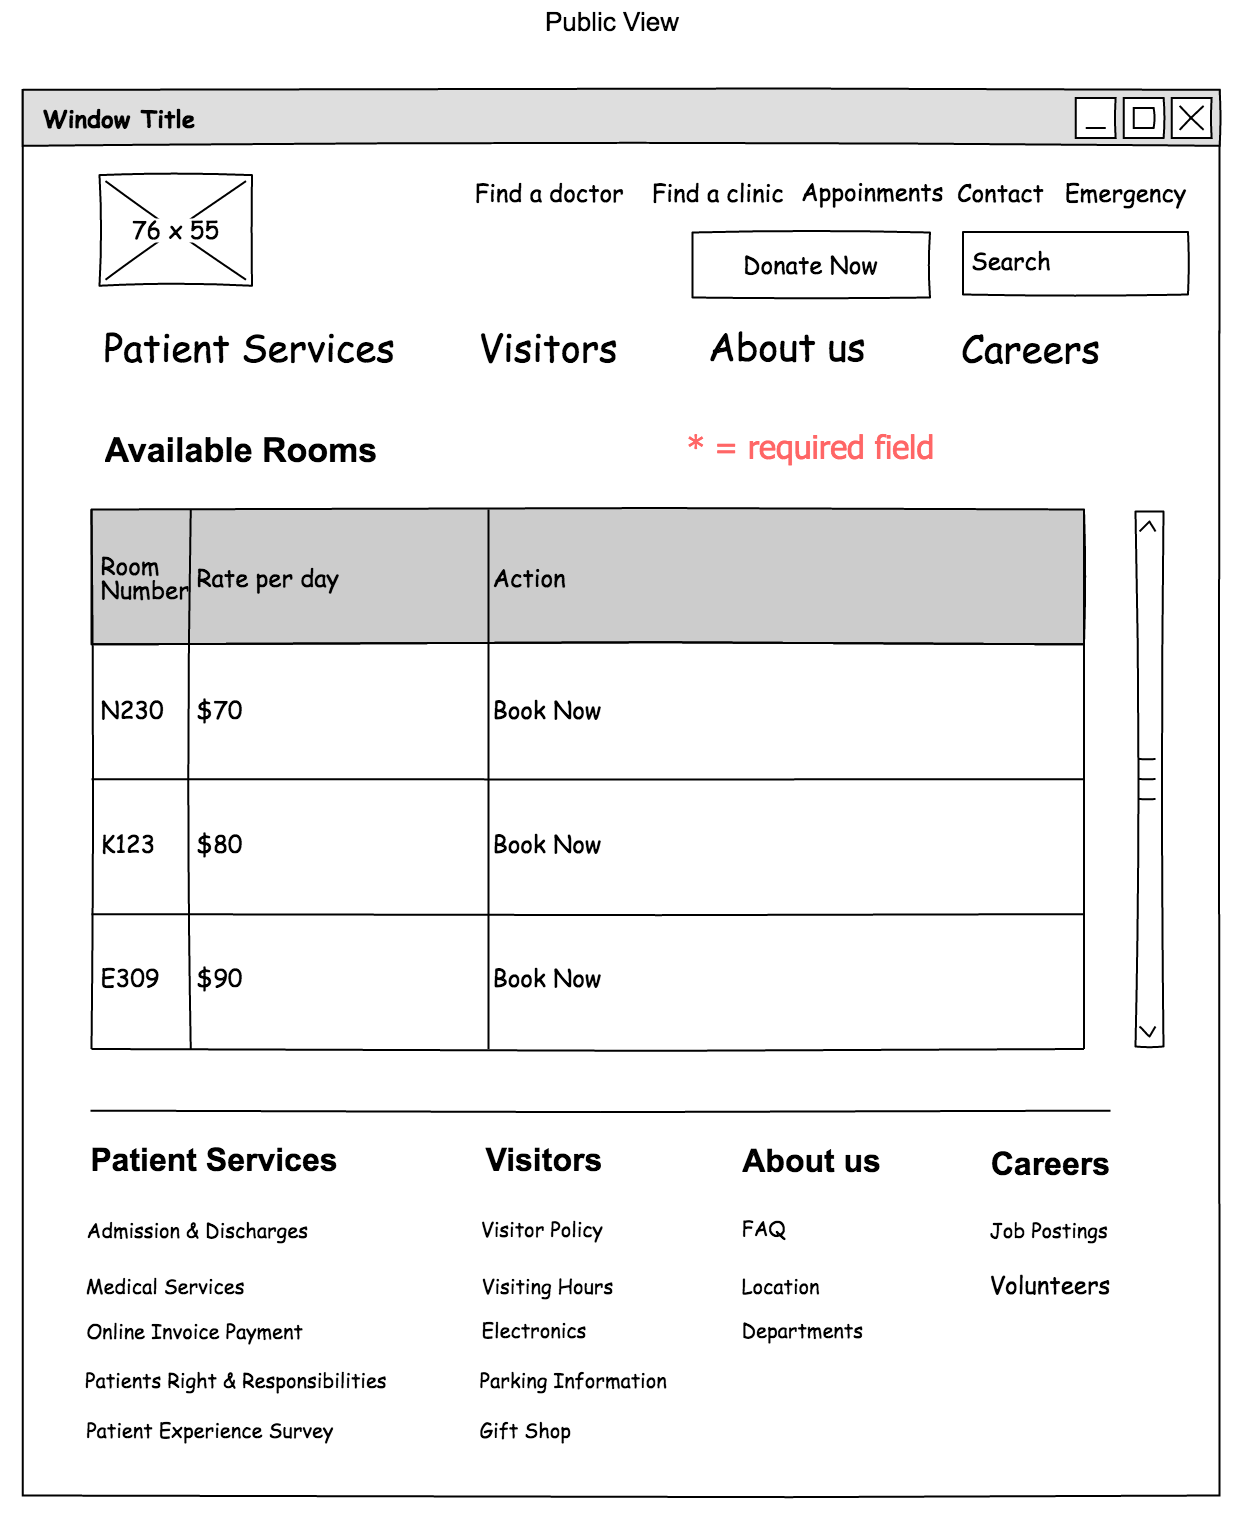 Public View
Window Title
76 x 55
Find a doctor Find a clinic Appoinments Contact Emergency
Donate Now Search
Patient Services Visitors About us Careers
Available Rooms * = required field
Room
Number Rate per day Action
N230 $70 Book Now
K123 $80 Book Now
E309 $90 Book Now
Patient Services Visitors About us Careers
Admission & Discharges Visitor Policy FAQ Job Postings
Medical Services Visiting Hours Location Volunteers
Online Invoice Payment Electronics Departments
Patients Right & Responsibilities Parking Information
Patient Experience Survey Gift Shop